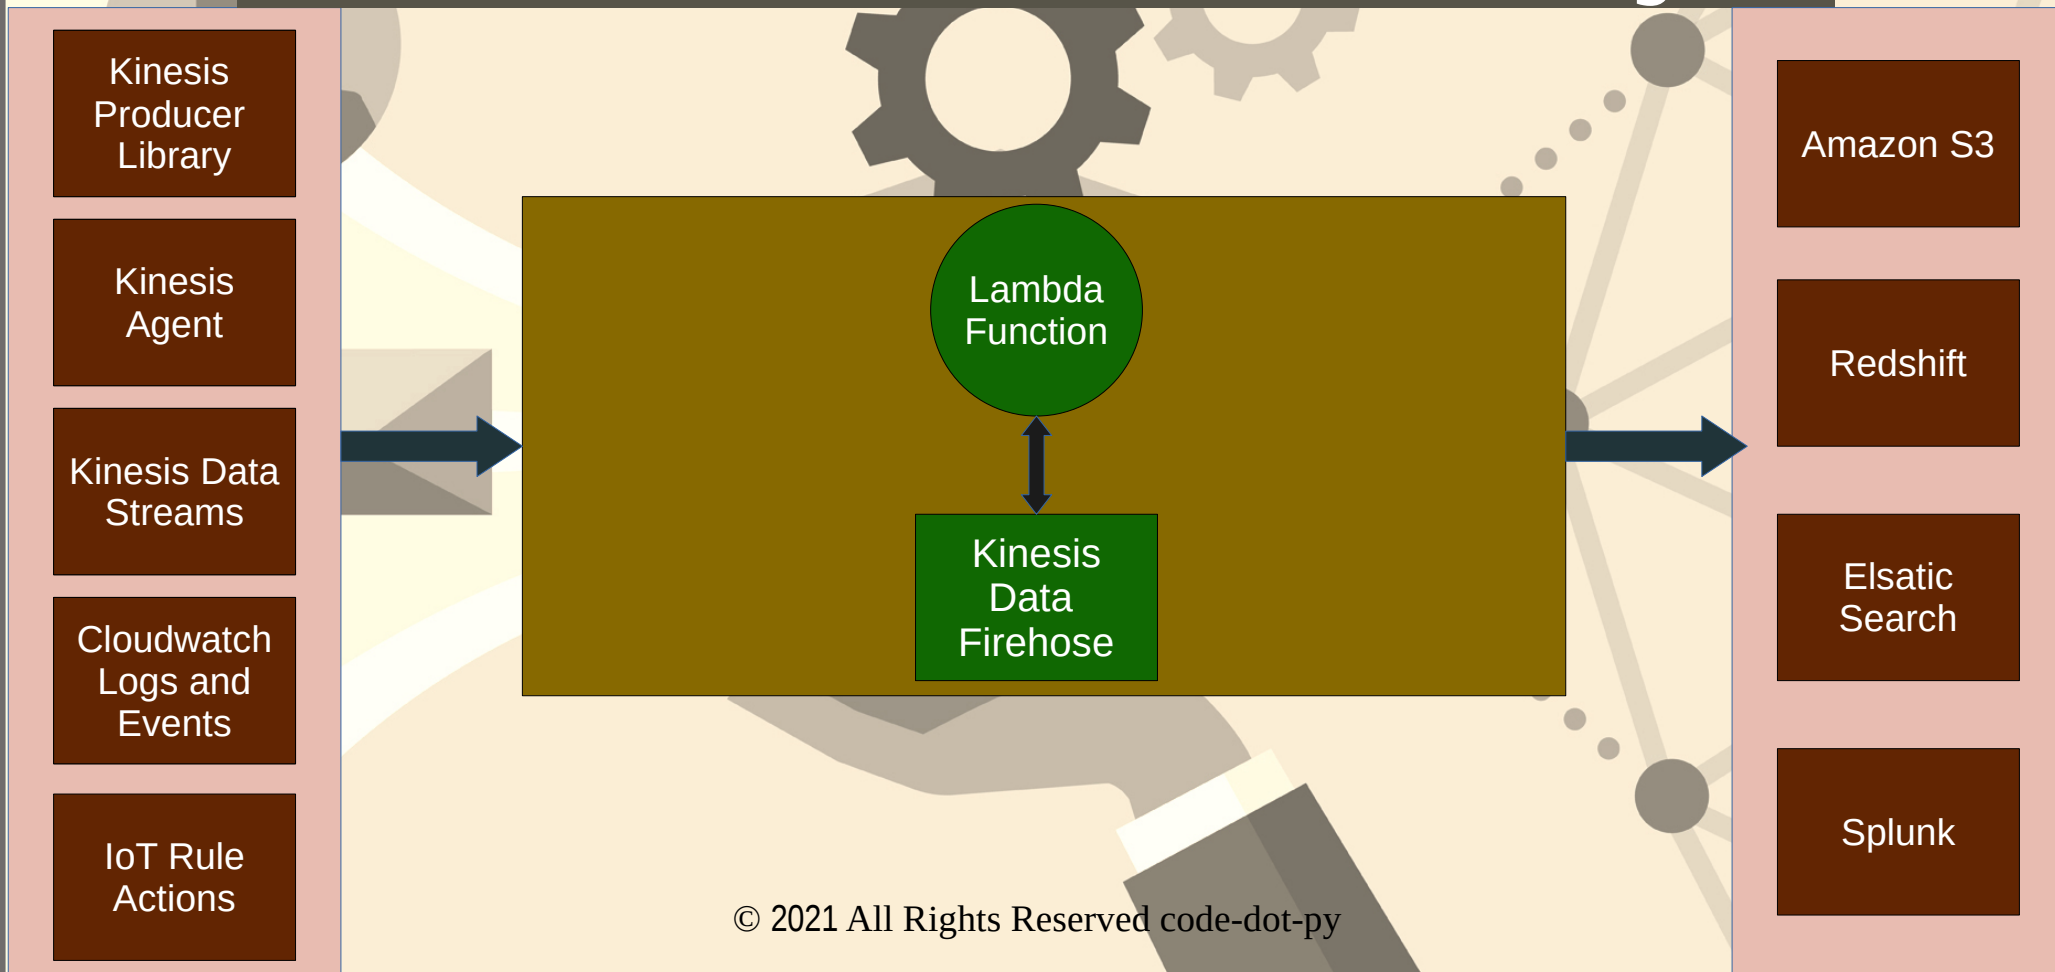 Kinesis
Producer
Library
Kinesis
Agent
Kinesis Data
Streams
Cloudwatch
Logs and
Events
IoT Rule
Actions
Lambda
Function
Kinesis
Data
Firehose
Amazon S3
Redshift
Elsatic
Search
Splunk
© 2021 All Rights Reserved code-dot-py